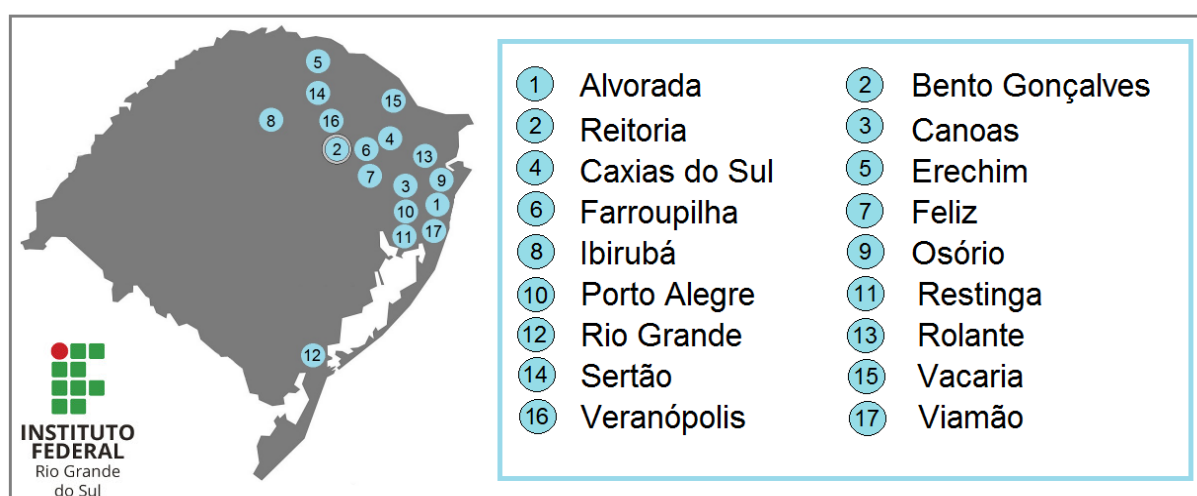 5
14
15
8
16
4
2
6
13
7
9
3
1
10
17
11
12
INSTITUTO
FEDERAL
Rio Grande
do Sul
1 Alvorada
2 Bento Gonçalves
2 Reitoria
3 Canoas
4 Caxias do Sul
5 Erechim
6 Farroupilha
7 Feliz
8 Ibirubá
9 Osório
10 Porto Alegre
11 Restinga
12 Rio Grande
13 Rolante
14 Sertão
15 Vacaria
16 Veranópolis
17 Viamão